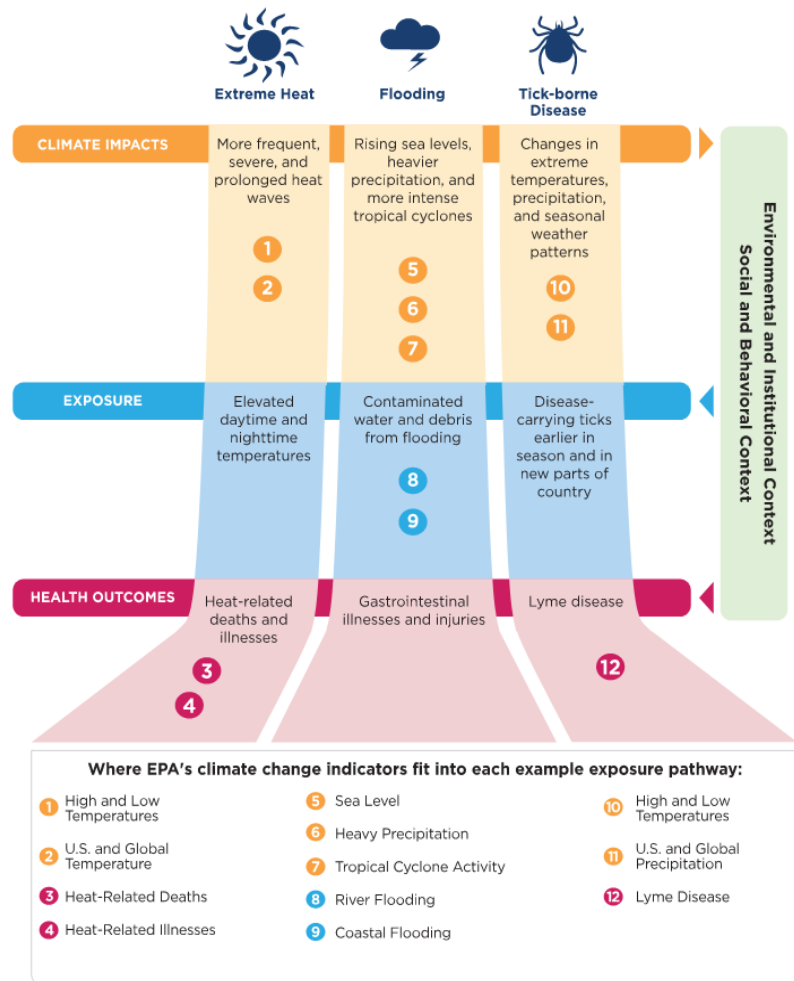 Extreme Heat
Flooding
Tick-borne
Disease
CLIMATE IMPACTS
More frequent,
severe, and
prolonged heat
waves
1
2
Rising sea levels,
heavier
precipitation, and
more intense
tropical cyclones
5
6
7
Changes in
extreme
temperatures,
precipitation,
and seasonal
weather
patterns
10
11
EXPOSURE
Elevated
daytime and
nighttime
temperatures
Contaminated
water and debris
from flooding
8
9
Disease-
carrying ticks
earlier in
season and in
new parts of
country
HEALTH OUTCOMES
Heat-related
deaths and
illnesses
3
4
Gastrointestinal
illnesses and injuries
Lyme disease
12
Environmental and Institutional Context
Social and Behavioral Context
Where EPA's climate change indicators fit into each example exposure pathway:
1 High and Low
Temperatures
2 U.S. and Global
Temperature
3 Heat-Related Deaths
4 Heat-Related Illnesses
5 Sea Level
6 Heavy Precipitation
7 Tropical Cyclone Activity
8 River Flooding
9 Coastal Flooding
10 High and Low
Temperatures
11 U.S. and Global
Precipitation
12 Lyme Disease